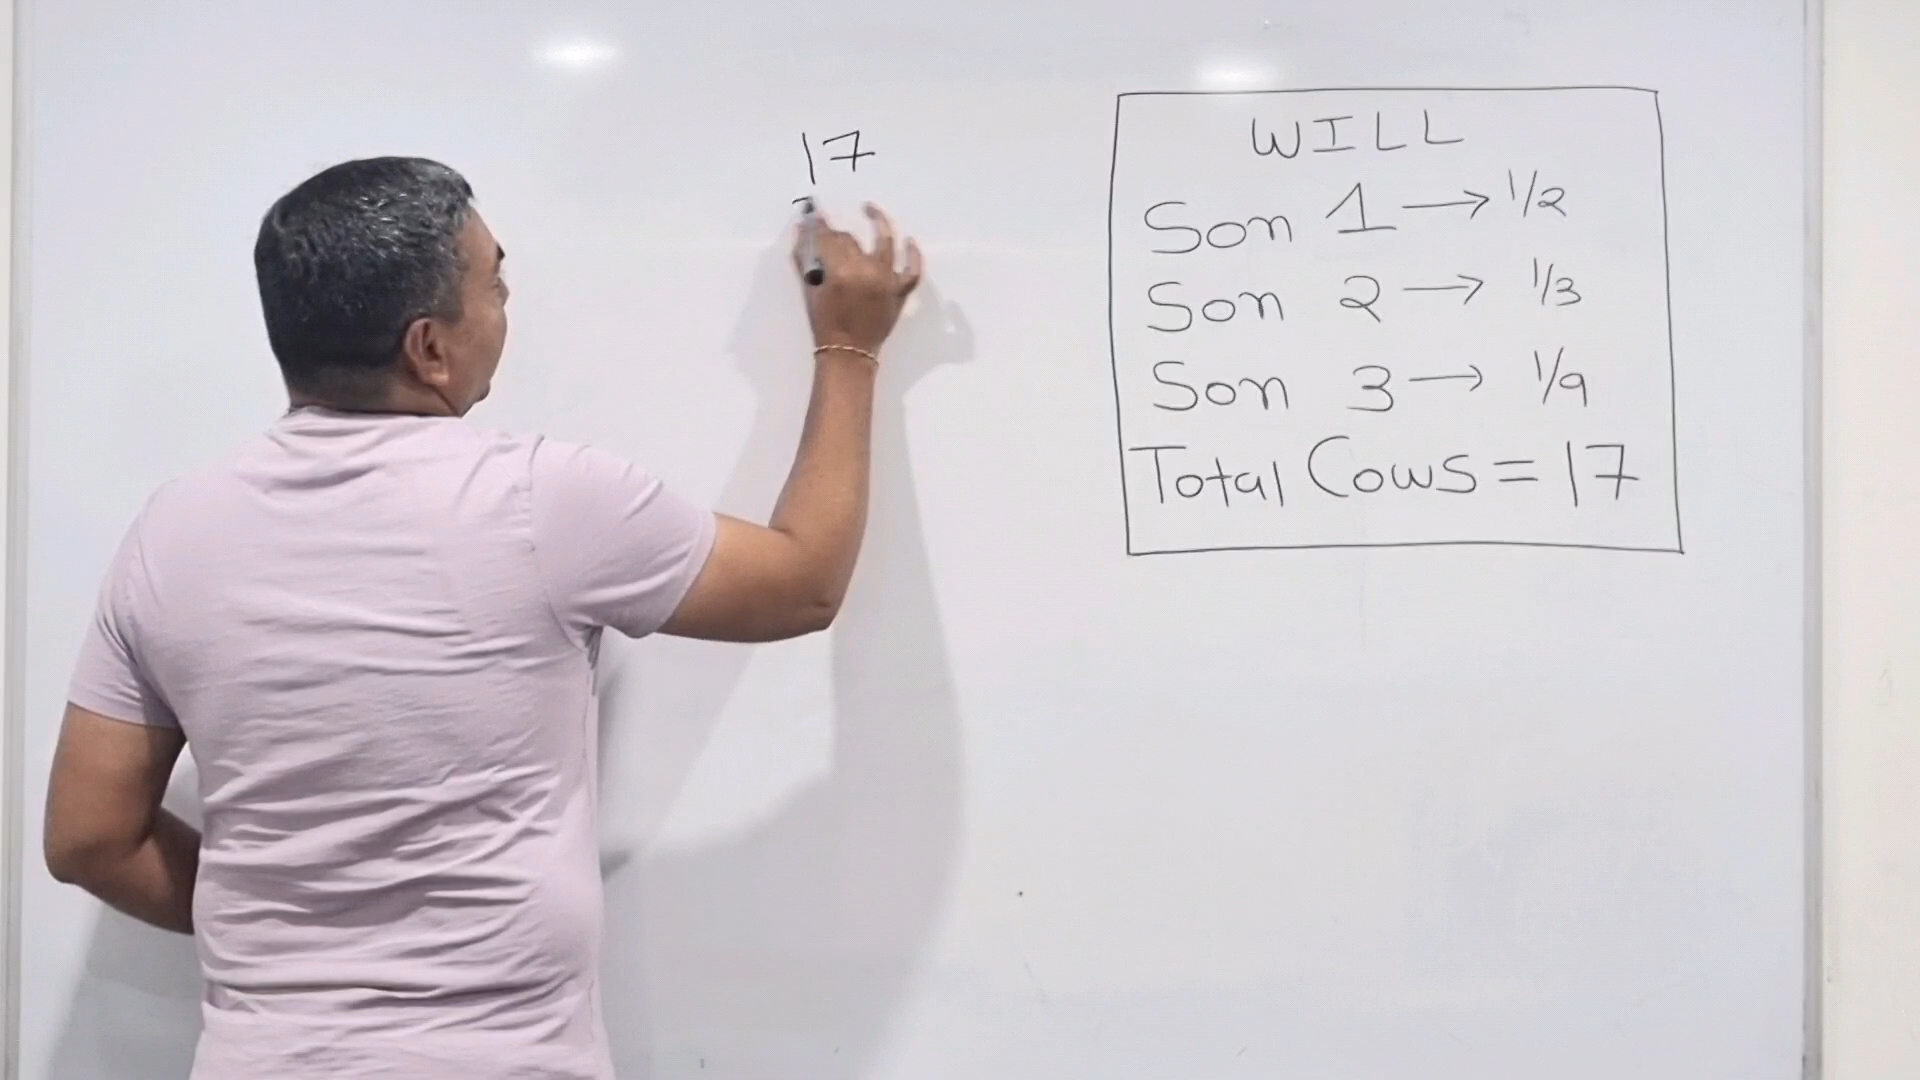 17
WILL
Son 1 → 1/2
Son 2 → 1/3
Son 3 → 1/9
Total Cows = 17